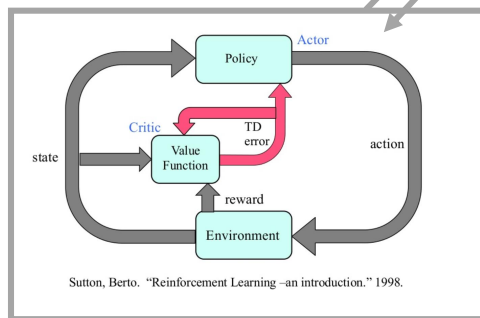 Actor
Policy
Critic
TD
error
Value
Function
state
action
reward
Environment
Sutton, Berto. “Reinforcement Learning –an introduction.” 1998.